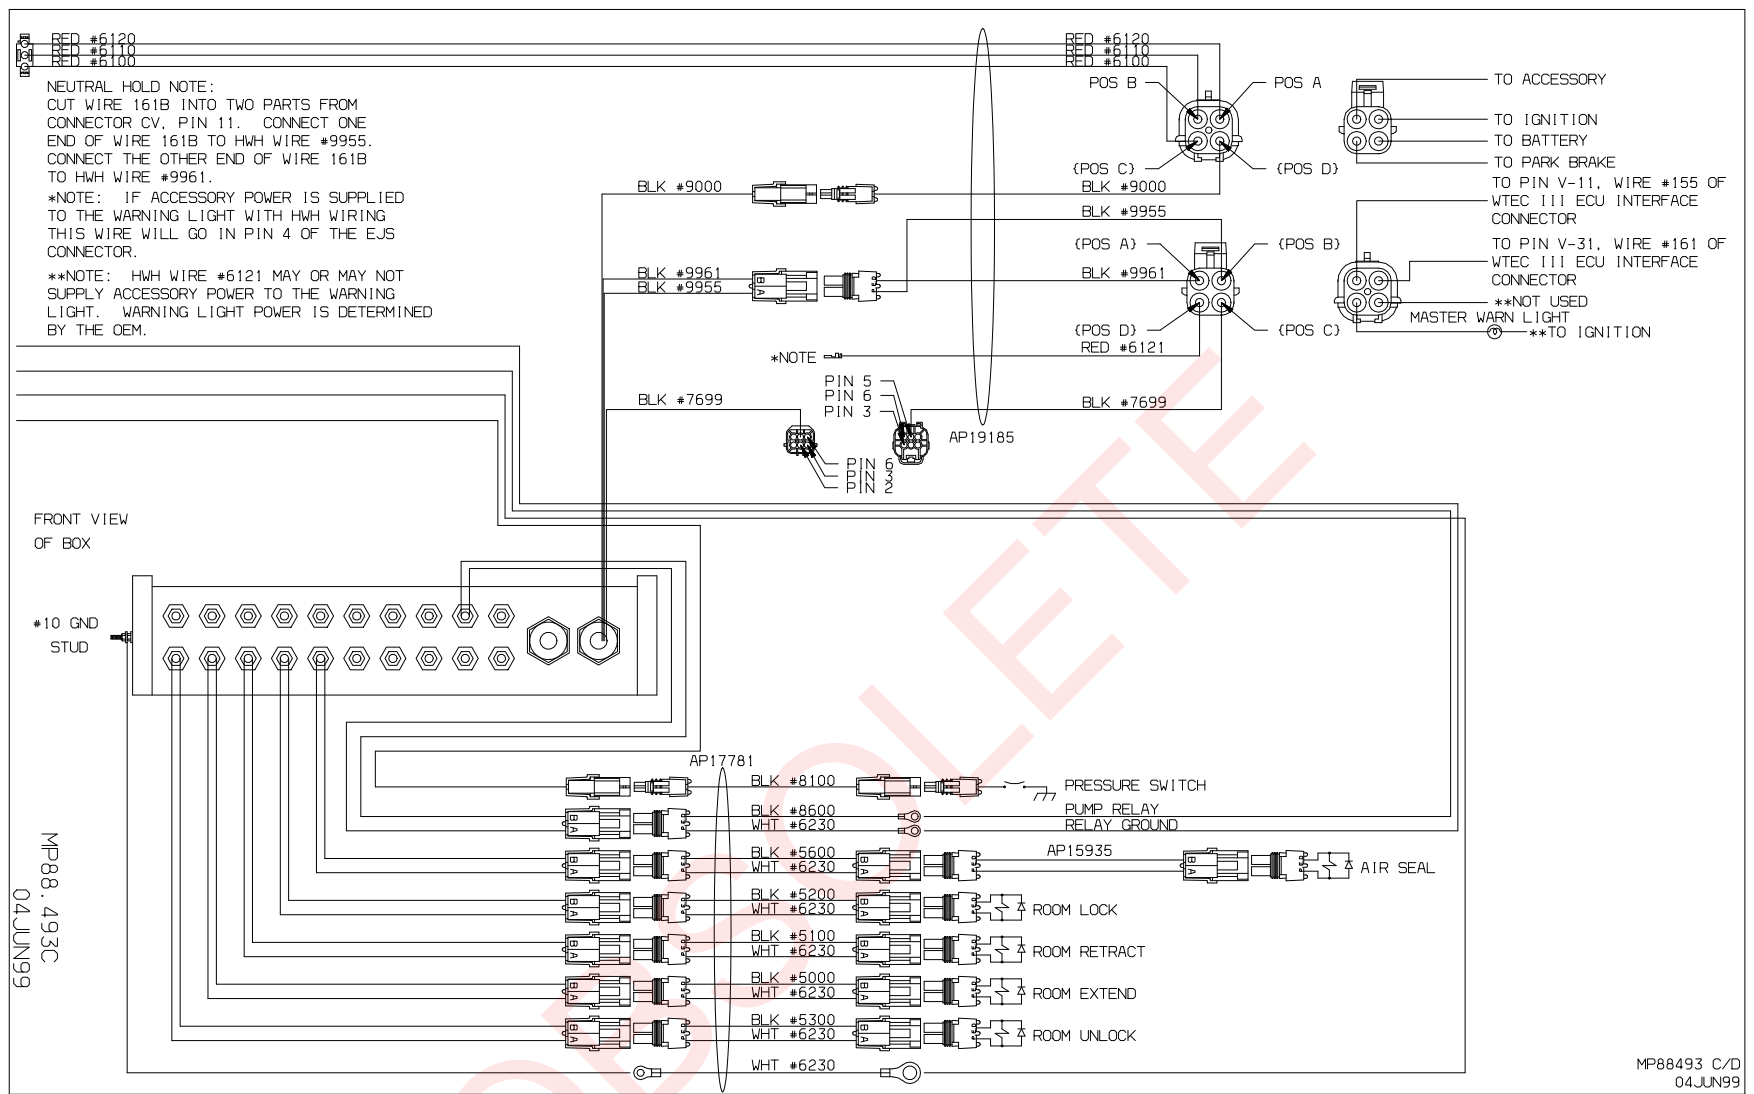 RED #6120
RED #6110
RED #6100
RED #6120
RED #6110
RED #6100
NEUTRAL HOLD NOTE:
CUT WIRE 161B INTO TWO PARTS FROM
CONNECTOR CV, PIN 11. CONNECT ONE
END OF WIRE 161B TO HWH WIRE #9955.
CONNECT THE OTHER END OF WIRE 161B
TO HWH WIRE #9961.
*NOTE: IF ACCESSORY POWER IS SUPPLIED
TO THE WARNING LIGHT WITH HWH WIRING
THIS WIRE WILL GO IN PIN 4 OF THE EJS
CONNECTOR.
**NOTE: HWH WIRE #6121 MAY OR MAY NOT
SUPPLY ACCESSORY POWER TO THE WARNING
LIGHT. WARNING LIGHT POWER IS DETERMINED
BY THE OEM.
POS B
POS A
{POS C}
{POS D}
TO ACCESSORY
TO IGNITION
TO BATTERY
TO PARK BRAKE
BLK #9000
BLK #9000
BLK #9955
{POS A}
{POS B}
BLK #9961
BLK #9955
BLK #9961
{POS D}
{POS C}
TO PIN V-11, WIRE #155 OF
WTEC III ECU INTERFACE
CONNECTOR
TO PIN V-31, WIRE #161 OF
WTEC III ECU INTERFACE
CONNECTOR
**NOT USED
MASTER WARN LIGHT
**TO IGNITION
B
A
*NOTE
RED #6121
PIN 5
PIN 6
PIN 3
BLK #7699
BLK #7699
AP19185
PIN 6
PIN 3
PIN 2
FRONT VIEW
OF BOX
#10 GND
STUD
AP17781
BLK #8100
PRESSURE SWITCH
B
A
BLK #8600
WHT #6230
PUMP RELAY
RELAY GROUND
B
A
BLK #5600
WHT #6230
B
A
AP15935
B
A
AIR SEAL
B
A
BLK #5200
WHT #6230
B
A
ROOM LOCK
B
A
BLK #5100
WHT #6230
B
A
ROOM RETRACT
B
A
BLK #5000
WHT #6230
B
A
ROOM EXTEND
B
A
BLK #5300
WHT #6230
B
A
ROOM UNLOCK
WHT #6230
MP88.493C
04JUN99
MP88493 C/D
04JUN99
OBSOLETE